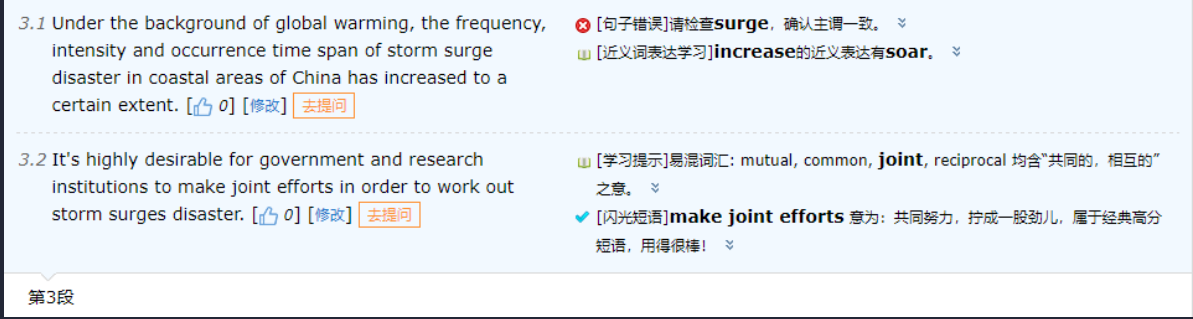 3.1 Under the background of global warming, the frequency,
intensity and occurrence time span of storm surge
disaster in coastal areas of China has increased to a
certain extent. [0] [修改] 去提问
[句子错误]请检查surge，确认主谓一致。
[近义词表达学习]increase的近义表达有soar。
3.2 It's highly desirable for government and research
institutions to make joint efforts in order to work out
storm surges disaster. [0] [修改] 去提问
[学习提示]易混词汇: mutual, common, joint, reciprocal 均含“共同的，相互的”
之意。
[闪光短语]make joint efforts 意为：共同努力，拧成一股劲儿，属于经典高分
短语，用得很棒！
第3段